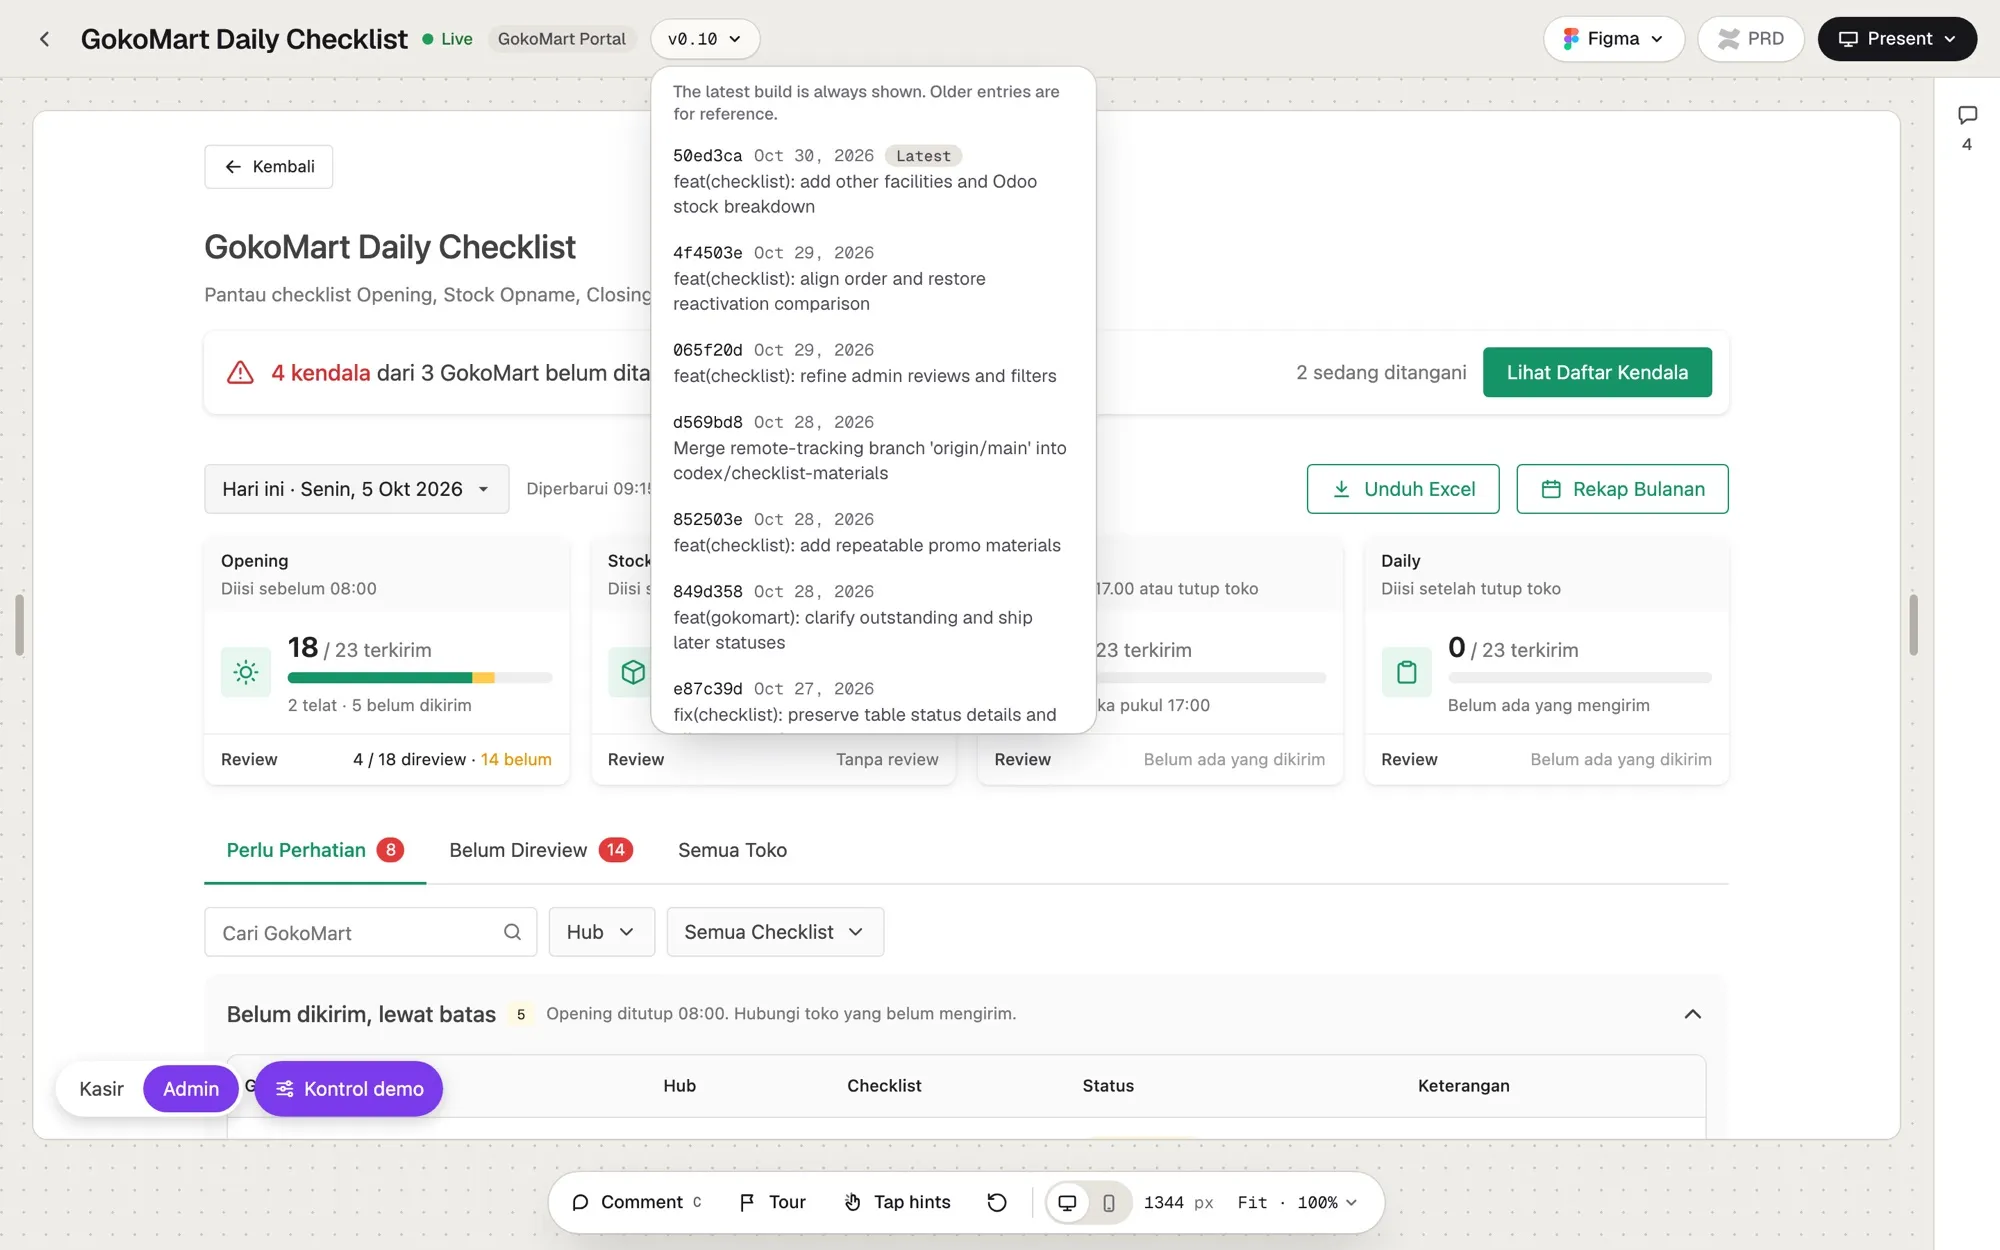 GokoMart Daily Checklist
Live
GokoMart Portal
v0.10
Figma
PRD
Present
4
The latest build is always shown. Older entries are
for reference.
50ed3ca Oct 30, 2026 Latest
feat(checklist): add other facilities and Odoo
stock breakdown
4f4503e Oct 29, 2026
feat(checklist): align order and restore
reactivation comparison
065f20d Oct 29, 2026
feat(checklist): refine admin reviews and filters
d569bd8 Oct 28, 2026
Merge remote-tracking branch 'origin/main' into
codex/checklist-materials
852503e Oct 28, 2026
feat(checklist): add repeatable promo materials
849d358 Oct 28, 2026
feat(gokomart): clarify outstanding and ship
later statuses
e87c39d Oct 27, 2026
fix(checklist): preserve table status details and
Kembali
GokoMart Daily Checklist
Pantau checklist Opening, Stock Opname, Closing
4 kendala dari 3 GokoMart belum dita
2 sedang ditangani
Lihat Daftar Kendala
Hari ini · Senin, 5 Okt 2026
Diperbarui 09:15
Unduh Excel
Rekap Bulanan
Opening
Diisi sebelum 08:00
18 / 23 terkirim
2 telat · 5 belum dikirim
Review
4 / 18 direview · 14 belum
Stock
Diisi s
Review
Tanpa review
17.00 atau tutup toko
23 terkirim
ka pukul 17:00
Review
Belum ada yang dikirim
Daily
Diisi setelah tutup toko
0 / 23 terkirim
Belum ada yang mengirim
Review
Belum ada yang dikirim
Perlu Perhatian 8
Belum Direview 14
Semua Toko
Cari GokoMart
Hub
Semua Checklist
Belum dikirim, lewat batas 5 Opening ditutup 08:00. Hubungi toko yang belum mengirim.
G
Hub
Checklist
Status
Keterangan
Kasir
Admin
Kontrol demo
Comment C
Tour
Tap hints
1344 px
Fit · 100%